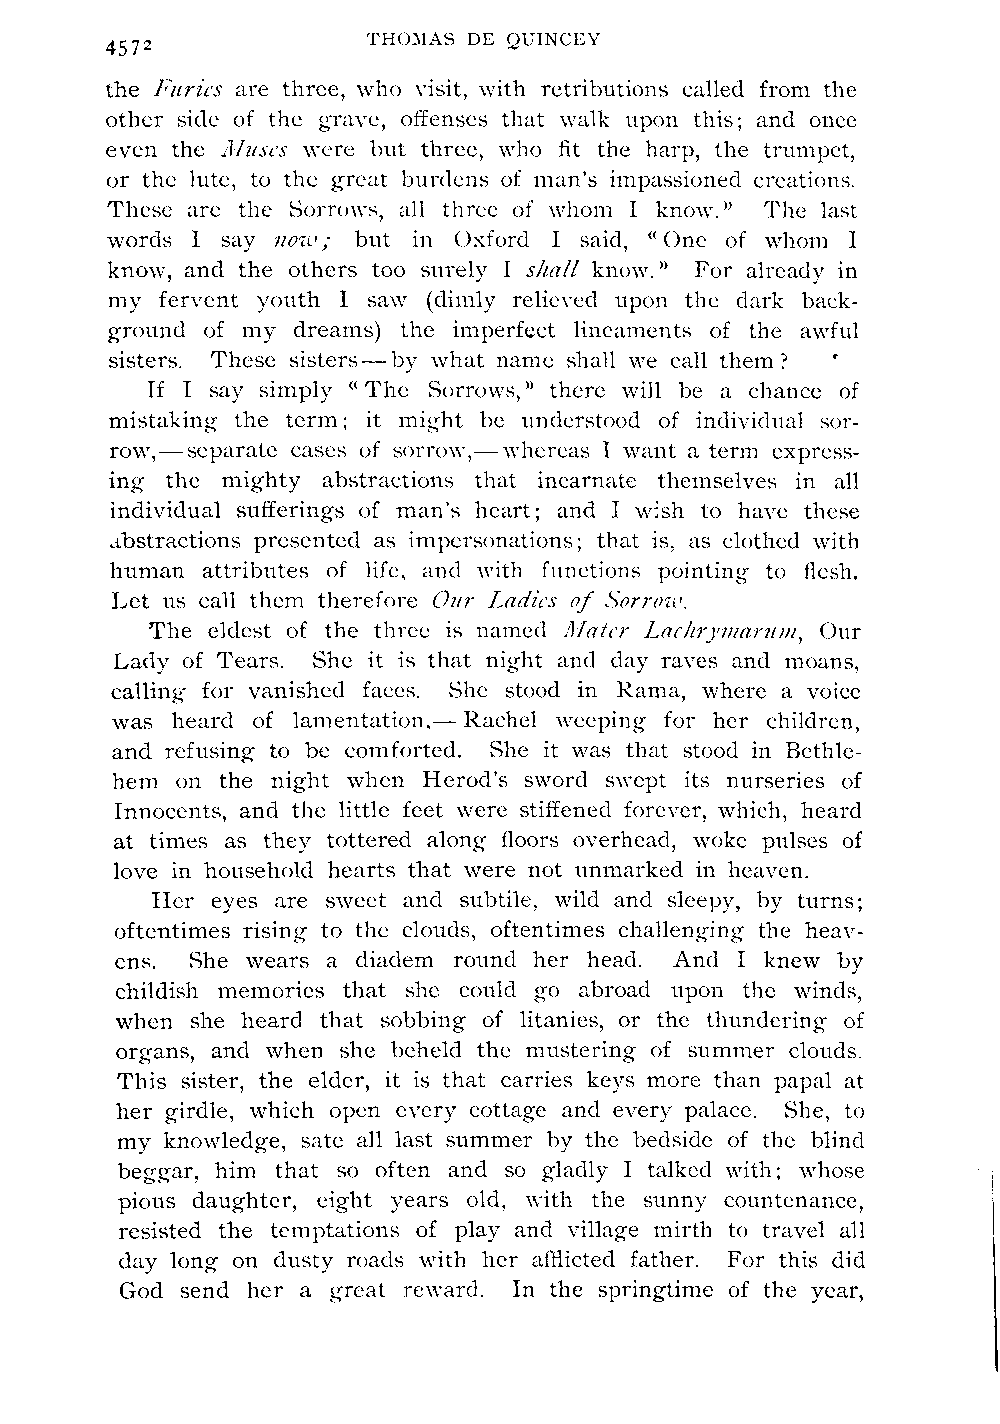 4572 THOMAS DE QUINCEY
the Furies are three, who visit, with retributions called from the
other side of the grave, offenses that walk upon this; and once
even the Muses were but three, who fit the harp, the trumpet,
or the lute, to the great burdens of man's impassioned creations.
These are the Sorrows, all three of whom I know." The last
words I say now; but in Oxford I said, "One of whom I
know, and the others too surely I shall know." For already in
my fervent youth I saw (dimly relieved upon the dark back-
ground of my dreams) the imperfect lineaments of the awful
sisters. These sisters—by what name shall we call them?
If I say simply "The Sorrows," there will be a chance of
mistaking the term; it might be understood of individual sor-
row,—separate cases of sorrow,—whereas I want a term express-
ing the mighty abstractions that incarnate themselves in all
individual sufferings of man's heart; and I wish to have these
abstractions presented as impersonations; that is, as clothed with
human attributes of life, and with functions pointing to flesh.
Let us call them therefore Our Ladies of Sorrow.
The eldest of the three is named Mater Lachrymarum, Our
Lady of Tears. She it is that night and day raves and moans,
calling for vanished faces. She stood in Rama, where a voice
was heard of lamentation,—Rachel weeping for her children,
and refusing to be comforted. She it was that stood in Bethle-
hem on the night when Herod's sword swept its nurseries of
Innocents, and the little feet were stiffened forever, which, heard
at times as they tottered along floors overhead, woke pulses of
love in household hearts that were not unmarked in heaven.
Her eyes are sweet and subtile, wild and sleepy, by turns;
oftentimes rising to the clouds, oftentimes challenging the heav-
ens. She wears a diadem round her head. And I knew by
childish memories that she could go abroad upon the winds,
when she heard that sobbing of litanies, or the thundering of
organs, and when she beheld the mustering of summer clouds.
This sister, the elder, it is that carries keys more than papal at
her girdle, which open every cottage and every palace. She, to
my knowledge, sate all last summer by the bedside of the blind
beggar, him that so often and so gladly I talked with; whose
pious daughter, eight years old, with the sunny countenance,
resisted the temptations of play and village mirth to travel all
day long on dusty roads with her afflicted father. For this did
God send her a great reward. In the springtime of the year,